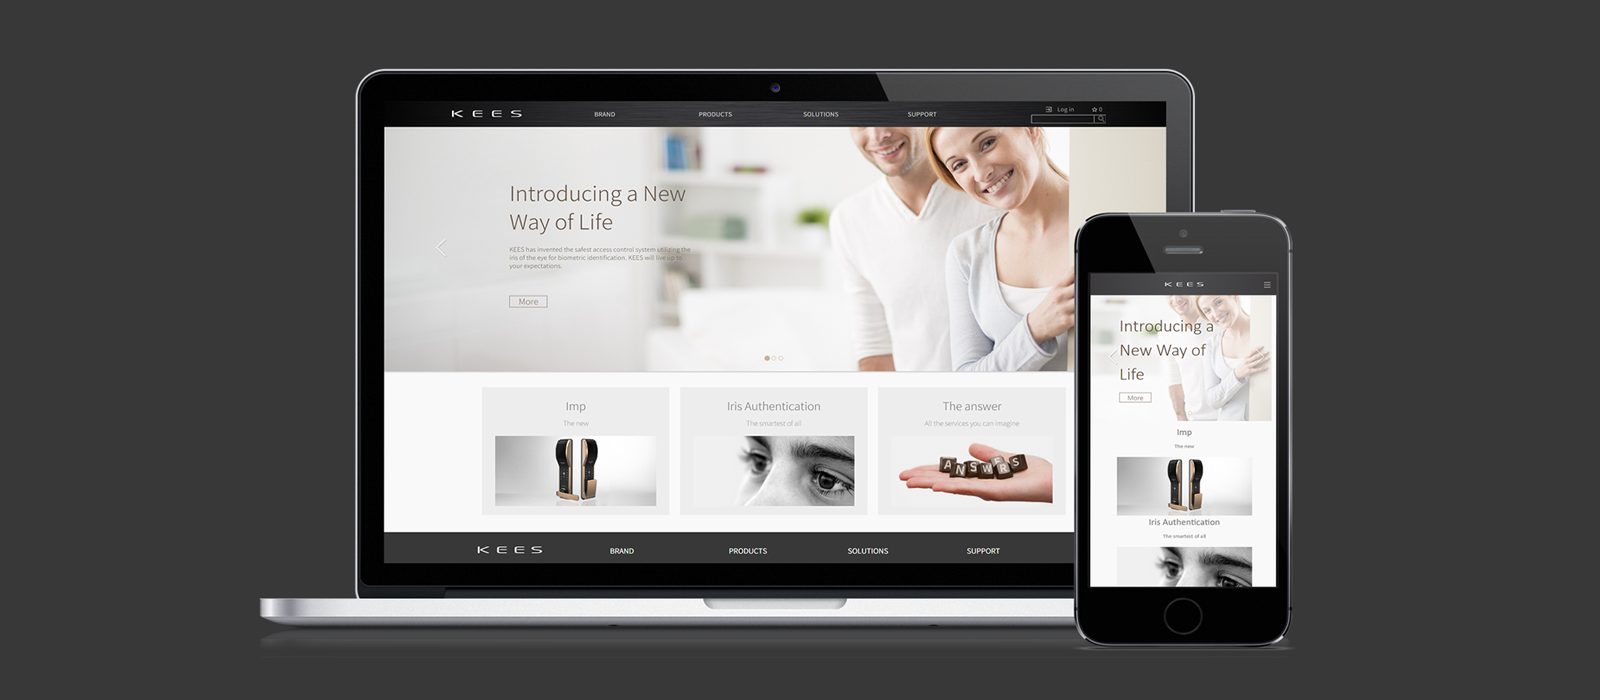 KEES
BRAND
PRODUCTS
SOLUTIONS
SUPPORT
Log in
0
Introducing a New
Way of Life
KEES has invented the safest access control system utilizing the
iris of the eye for biometric identification. KEES will live up to
your expectations.
More
Imp
The new
Iris Authentication
The smartest of all
The answer
All the services you can imagine
ANSWERS
KEES
BRAND
PRODUCTS
SOLUTIONS
SUPPORT
KEES
Introducing a
New Way of
Life
More
Imp
The new
Iris Authentication
The smartest of all